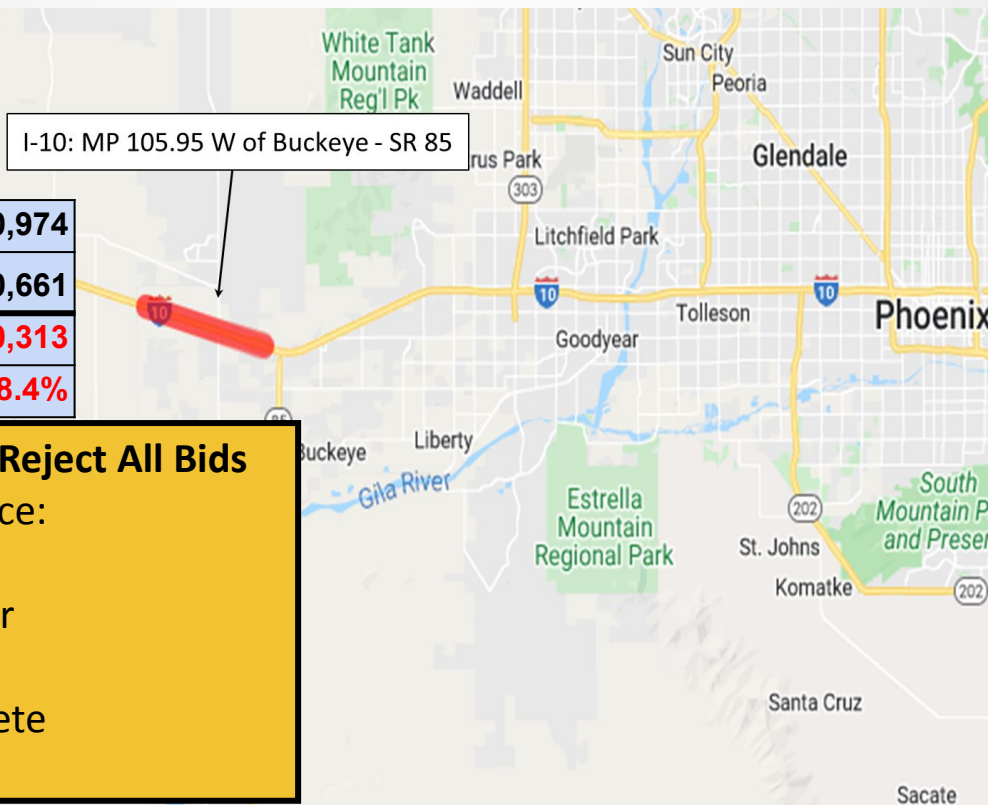 White Tank
Mountain
Reg'l Pk
Waddell
Sun City
Peoria
I-10: MP 105.95 W of Buckeye - SR 85
rus Park
303
Glendale
,974
Litchfield Park
,661
10
10
10
Tolleson
Phoenix
,313
Goodyear
8.4%
Reject All Bids
Buckeye
Liberty
Gila River
ce:
Estrella
Mountain
Regional Park
202
South
Mountain P
and Preser
St. Johns
Komatke
202
r
ete
Santa Cruz
Sacate